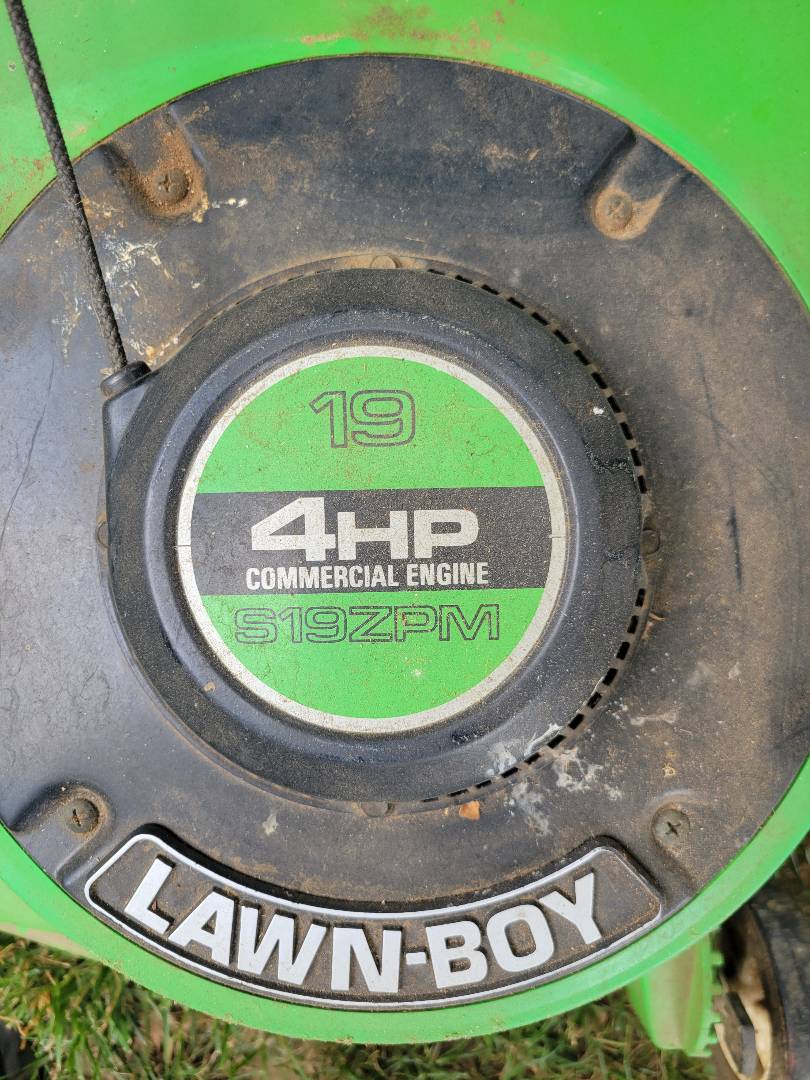 19
4HP
COMMERCIAL ENGINE
S19ZPM
LAWN-BOY